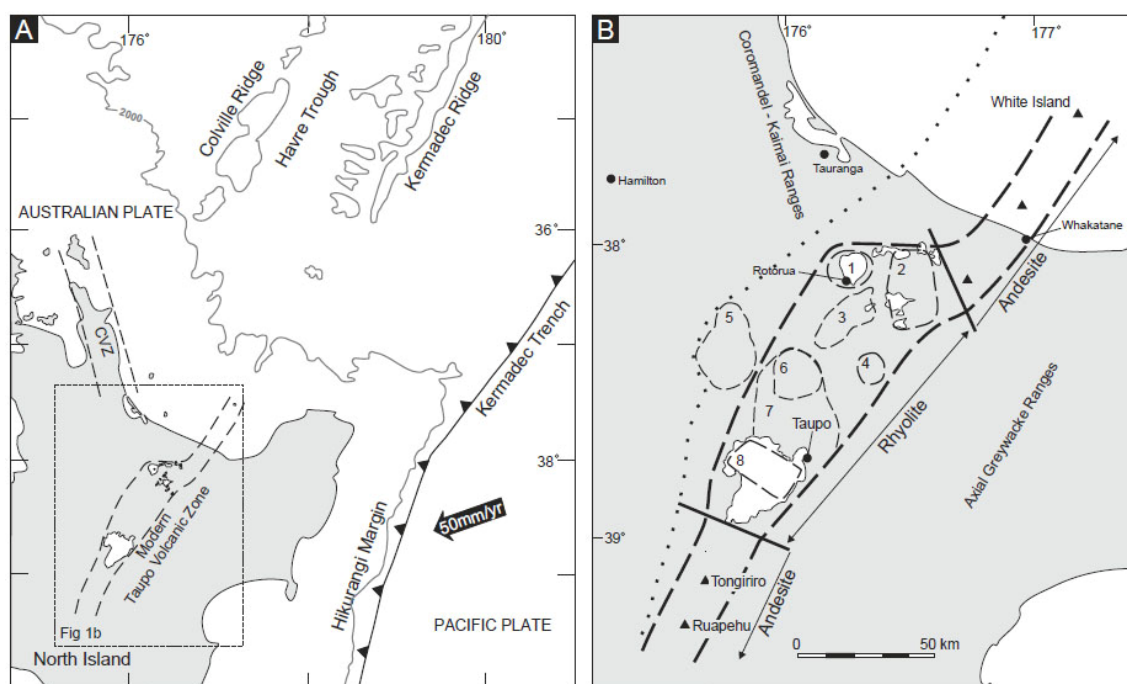 A
176°
180°
2000
Colville Ridge
Havre Trough
Kermadec Ridge
AUSTRALIAN PLATE
36°
CVZ
Kermadec Trench
38°
Modern
Taupo Volcanic Zone
Hikurangi Margin
50mm/yr
PACIFIC PLATE
Fig 1b
North Island
B
176°
177°
Coromandel - Kaimai Ranges
White Island
Tauranga
Hamilton
Whakatane
38°
Rotorua
1
2
3
4
5
6
7
8
Taupo
Andesite
Rhyolite
Axial Greywacke Ranges
39°
Tongiriro
Ruapehu
Andesite
0
50 km